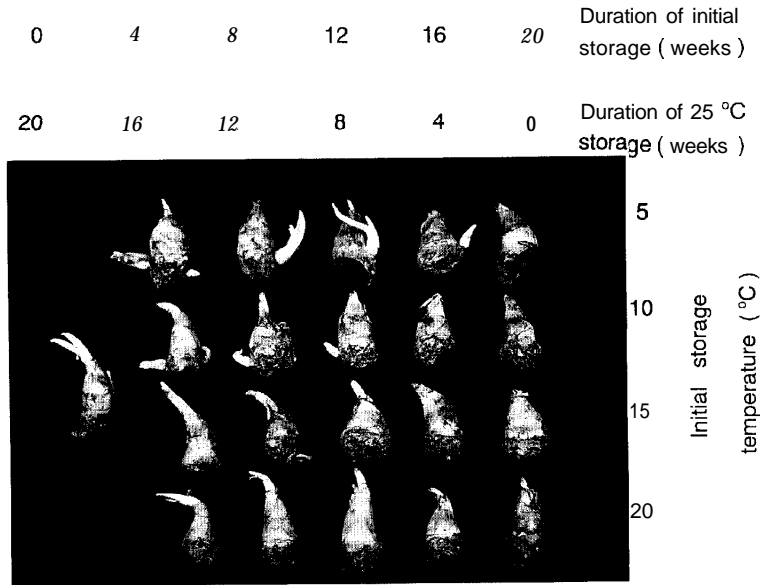 0 4 8 12 16 20 Duration of initial
storage ( weeks )
20 16 12 8 4 0 Duration of 25 °C
storage ( weeks )
5
10
15
20
Initial storage
temperature ( °C )